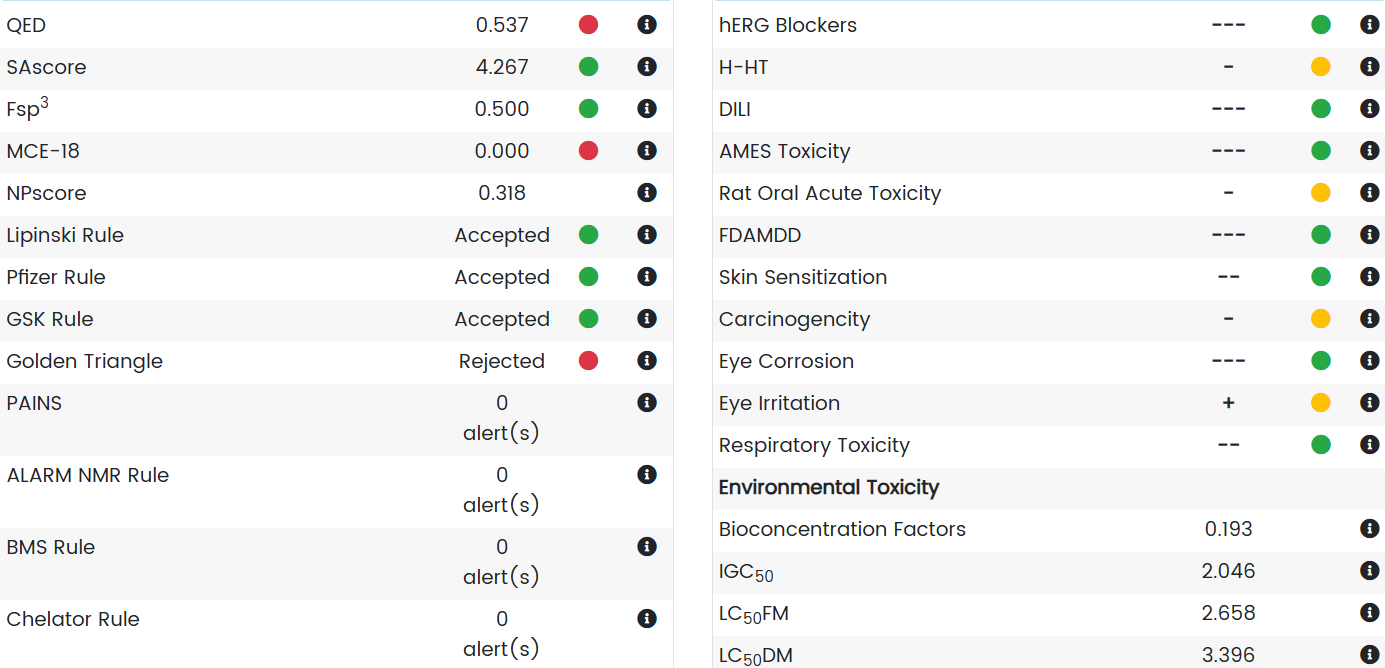 QED 0.537
SAscore 4.267
Fsp³ 0.500
MCE-18 0.000
NPscore 0.318
Lipinski Rule Accepted
Pfizer Rule Accepted
GSK Rule Accepted
Golden Triangle Rejected
PAINS 0
alert(s)
ALARM NMR Rule 0
alert(s)
BMS Rule 0
alert(s)
Chelator Rule 0
alert(s)
hERG Blockers ---
H-HT -
DILI ---
AMES Toxicity ---
Rat Oral Acute Toxicity -
FDAMDD ---
Skin Sensitization --
Carcinogencity -
Eye Corrosion ---
Eye Irritation +
Respiratory Toxicity --
Environmental Toxicity
Bioconcentration Factors 0.193
IGC₅₀ 2.046
LC₅₀FM 2.658
LC₅₀DM 3.396